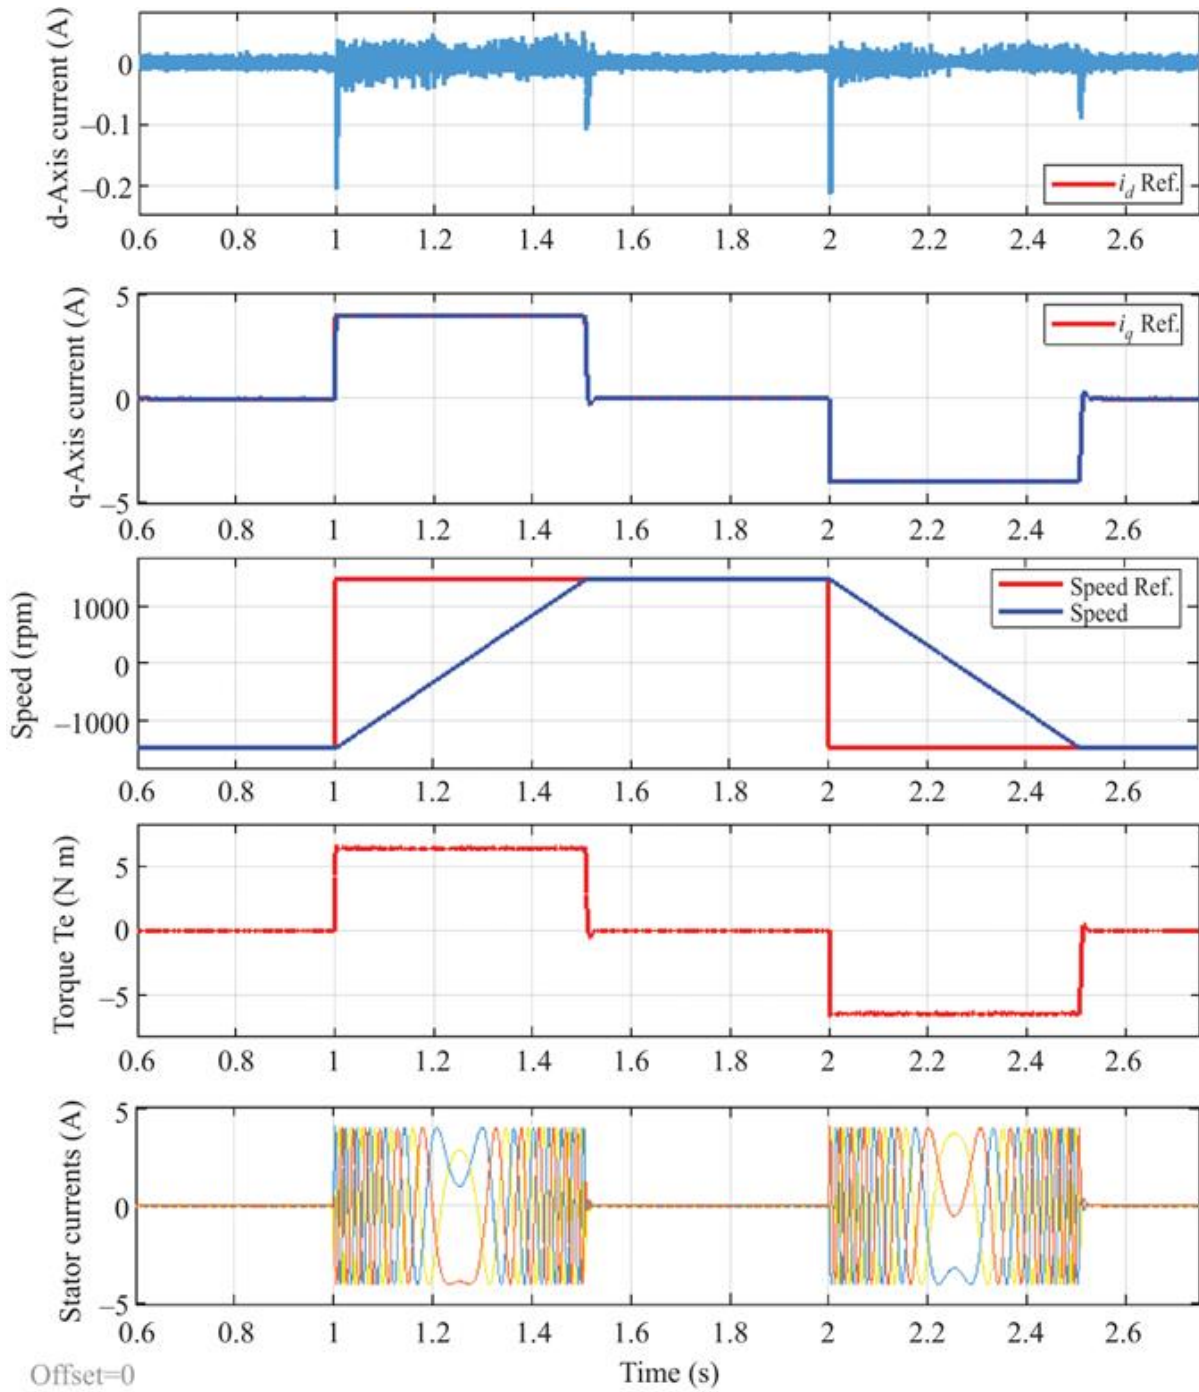 d-Axis current (A)
0
−0.1
−0.2
i_d Ref.
0.6 0.8 1 1.2 1.4 1.6 1.8 2 2.2 2.4 2.6
q-Axis current (A)
5
0
−5
i_q Ref.
0.6 0.8 1 1.2 1.4 1.6 1.8 2 2.2 2.4 2.6
Speed (rpm)
1000
0
−1000
Speed Ref.
Speed
0.6 0.8 1 1.2 1.4 1.6 1.8 2 2.2 2.4 2.6
Torque Te (N m)
5
0
−5
0.6 0.8 1 1.2 1.4 1.6 1.8 2 2.2 2.4 2.6
Stator currents (A)
5
0
−5
0.6 0.8 1 1.2 1.4 1.6 1.8 2 2.2 2.4 2.6
Offset=0
Time (s)